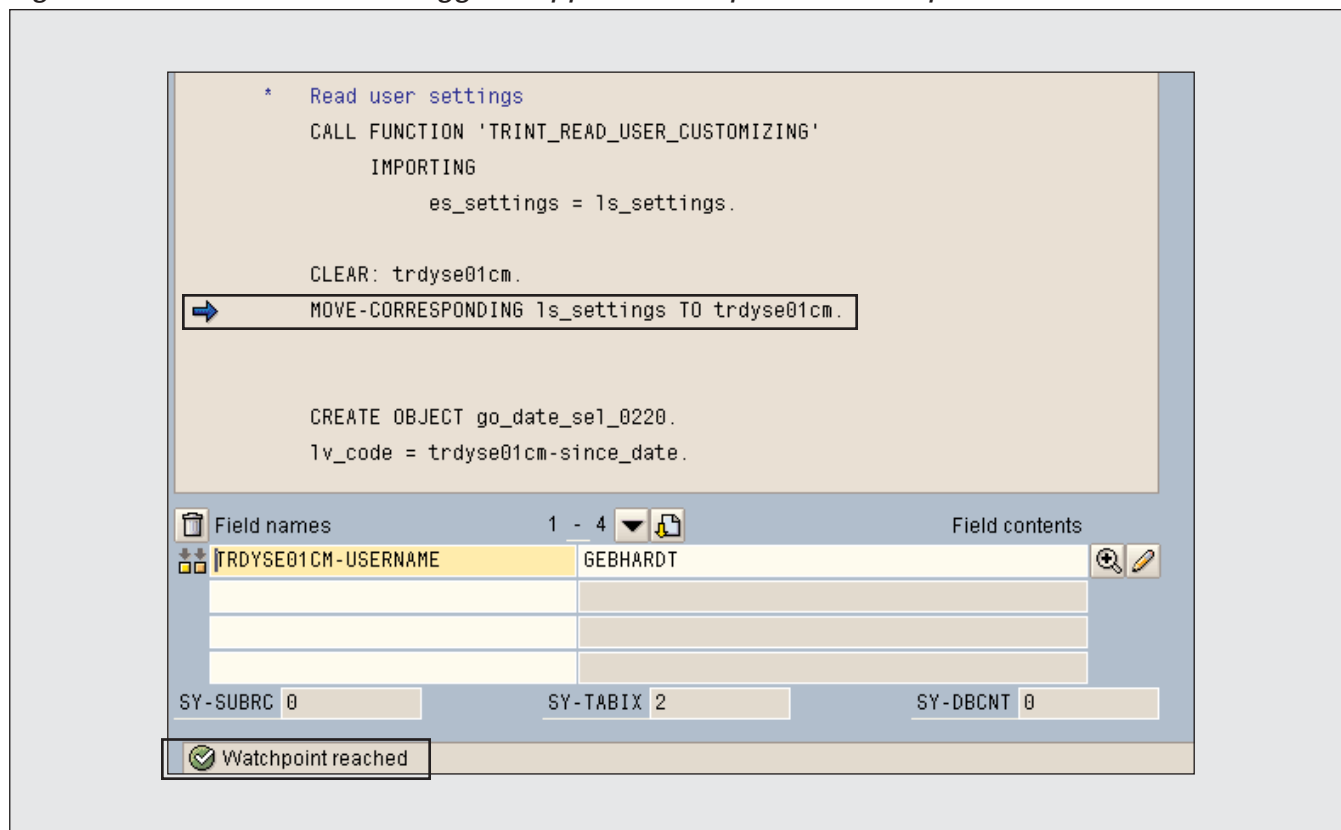 * Read user settings
CALL FUNCTION 'TRINT_READ_USER_CUSTOMIZING'
IMPORTING
es_settings = ls_settings.
CLEAR: trdyse01cm.
MOVE-CORRESPONDING ls_settings TO trdyse01cm.
CREATE OBJECT go_date_sel_0220.
lv_code = trdyse01cm-since_date.
Field names 1 - 4 Field contents
TRDYSE01CM-USERNAME GEBHARDT
SY-SUBRC 0 SY-TABIX 2 SY-DBCNT 0
Watchpoint reached